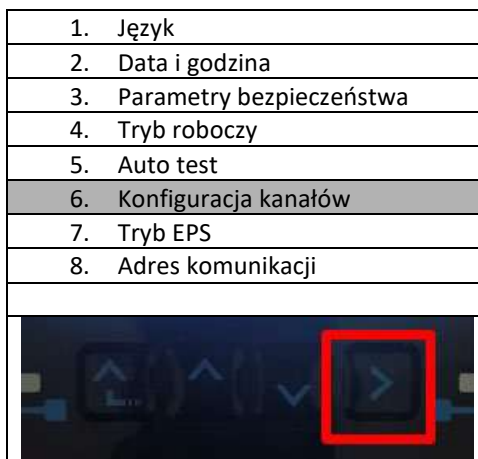 1. Język
2. Data i godzina
3. Parametry bezpieczeństwa
4. Tryb roboczy
5. Auto test
6. Konfiguracja kanałów
7. Tryb EPS
8. Adres komunikacji